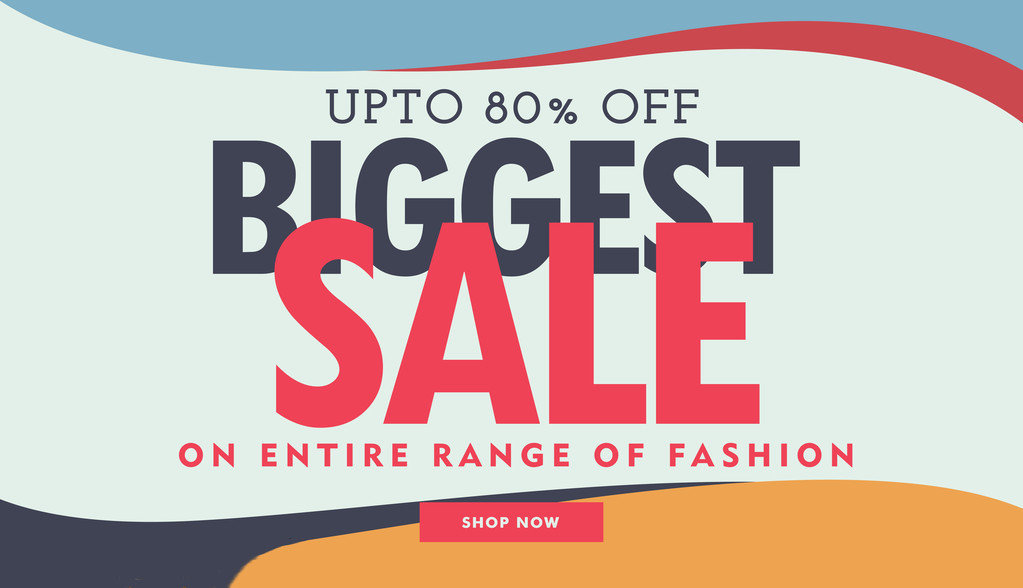 UPTO 80% OFF
BIGGEST
SALE
ON ENTIRE RANGE OF FASHION
SHOP NOW